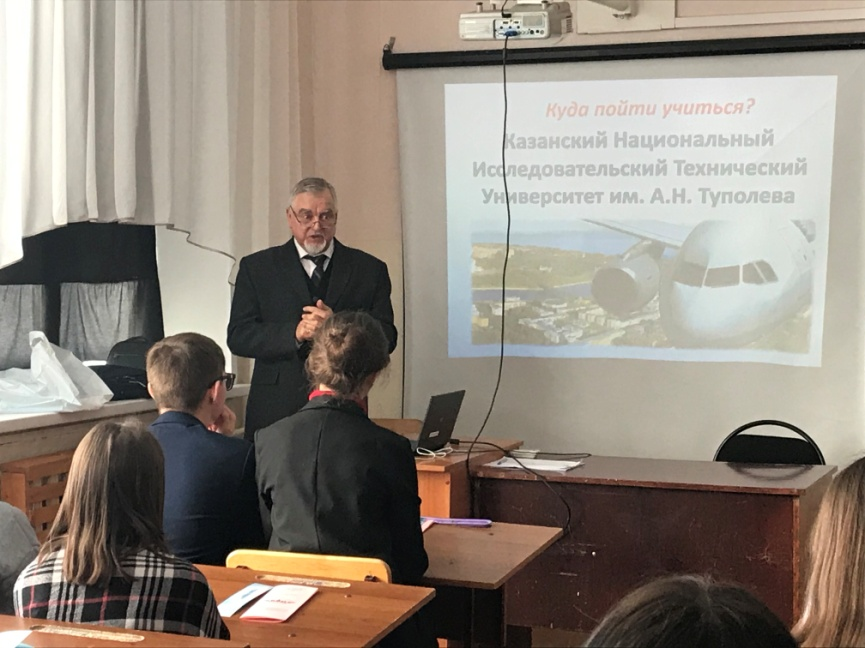 Куда пойти учиться?
Казанский Национальный
Исследовательский Технический
Университет им. А.Н. Туполева